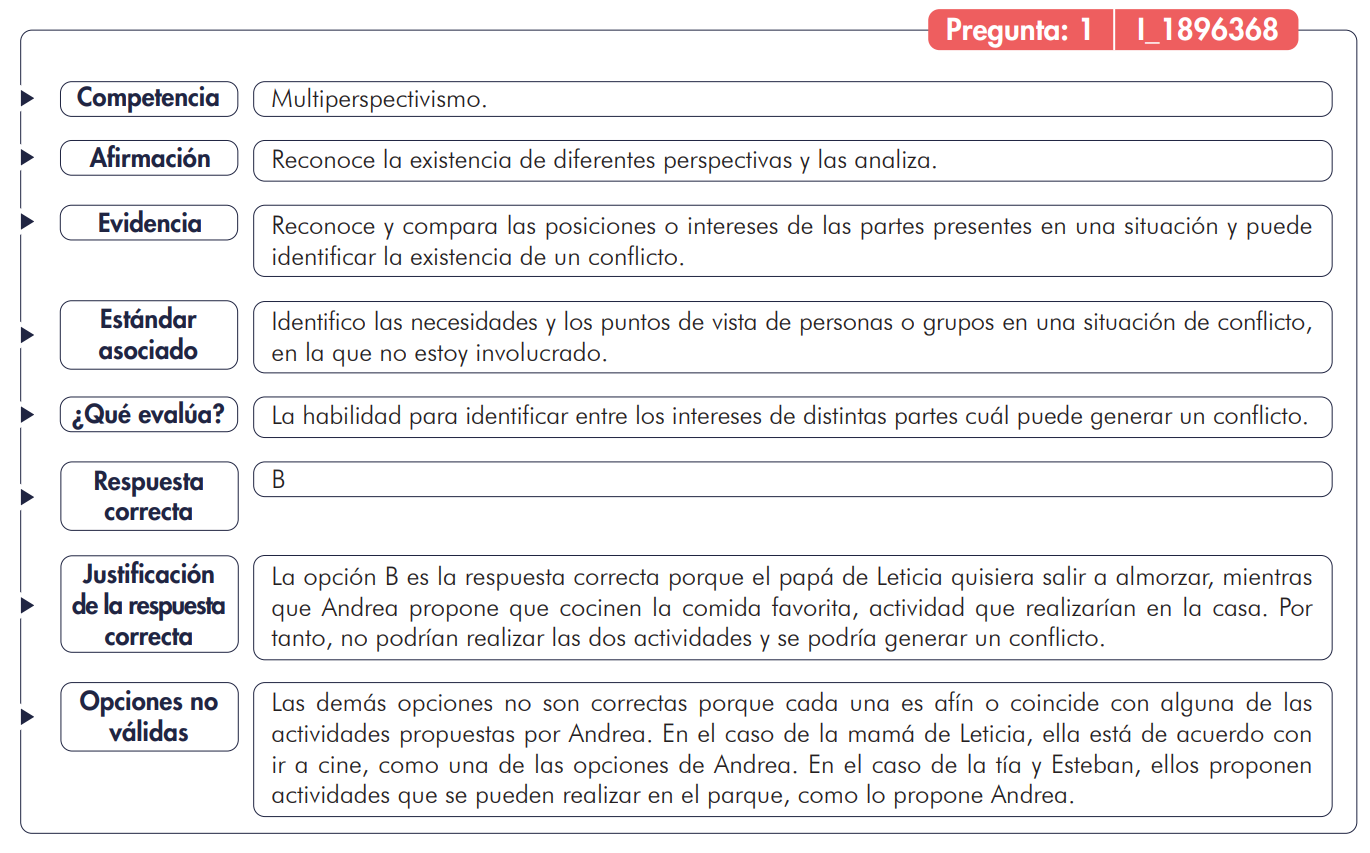 Pregunta: 1 I_1896368
Competencia
Multiperspectivismo.
Afirmación
Reconoce la existencia de diferentes perspectivas y las analiza.
Evidencia
Reconoce y compara las posiciones o intereses de las partes presentes en una situación y puede
identificar la existencia de un conflicto.
Estándar
asociado
Identifico las necesidades y los puntos de vista de personas o grupos en una situación de conflicto,
en la que no estoy involucrado.
¿Qué evalúa?
La habilidad para identificar entre los intereses de distintas partes cuál puede generar un conflicto.
Respuesta
correcta
B
Justificación
de la respuesta
correcta
La opción B es la respuesta correcta porque el papá de Leticia quisiera salir a almorzar, mientras
que Andrea propone que cocinen la comida favorita, actividad que realizarían en la casa. Por
tanto, no podrían realizar las dos actividades y se podría generar un conflicto.
Opciones no
válidas
Las demás opciones no son correctas porque cada una es afín o coincide con alguna de las
actividades propuestas por Andrea. En el caso de la mamá de Leticia, ella está de acuerdo con
ir a cine, como una de las opciones de Andrea. En el caso de la tía y Esteban, ellos proponen
actividades que se pueden realizar en el parque, como lo propone Andrea.